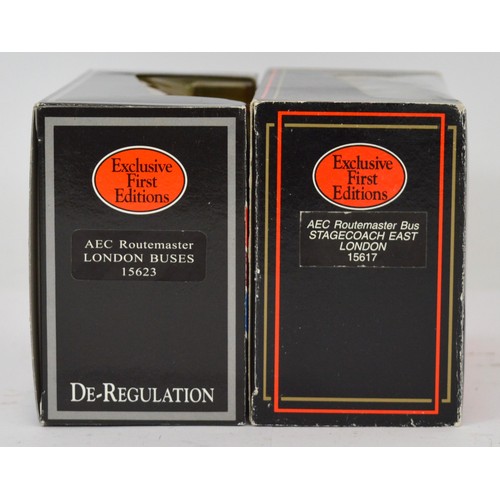 Exclusive
First
Editions
AEC Routemaster
LONDON BUSES
15623
DE-REGULATION
Exclusive
First
Editions
AEC Routemaster Bus
STAGECOACH EAST
LONDON
15617